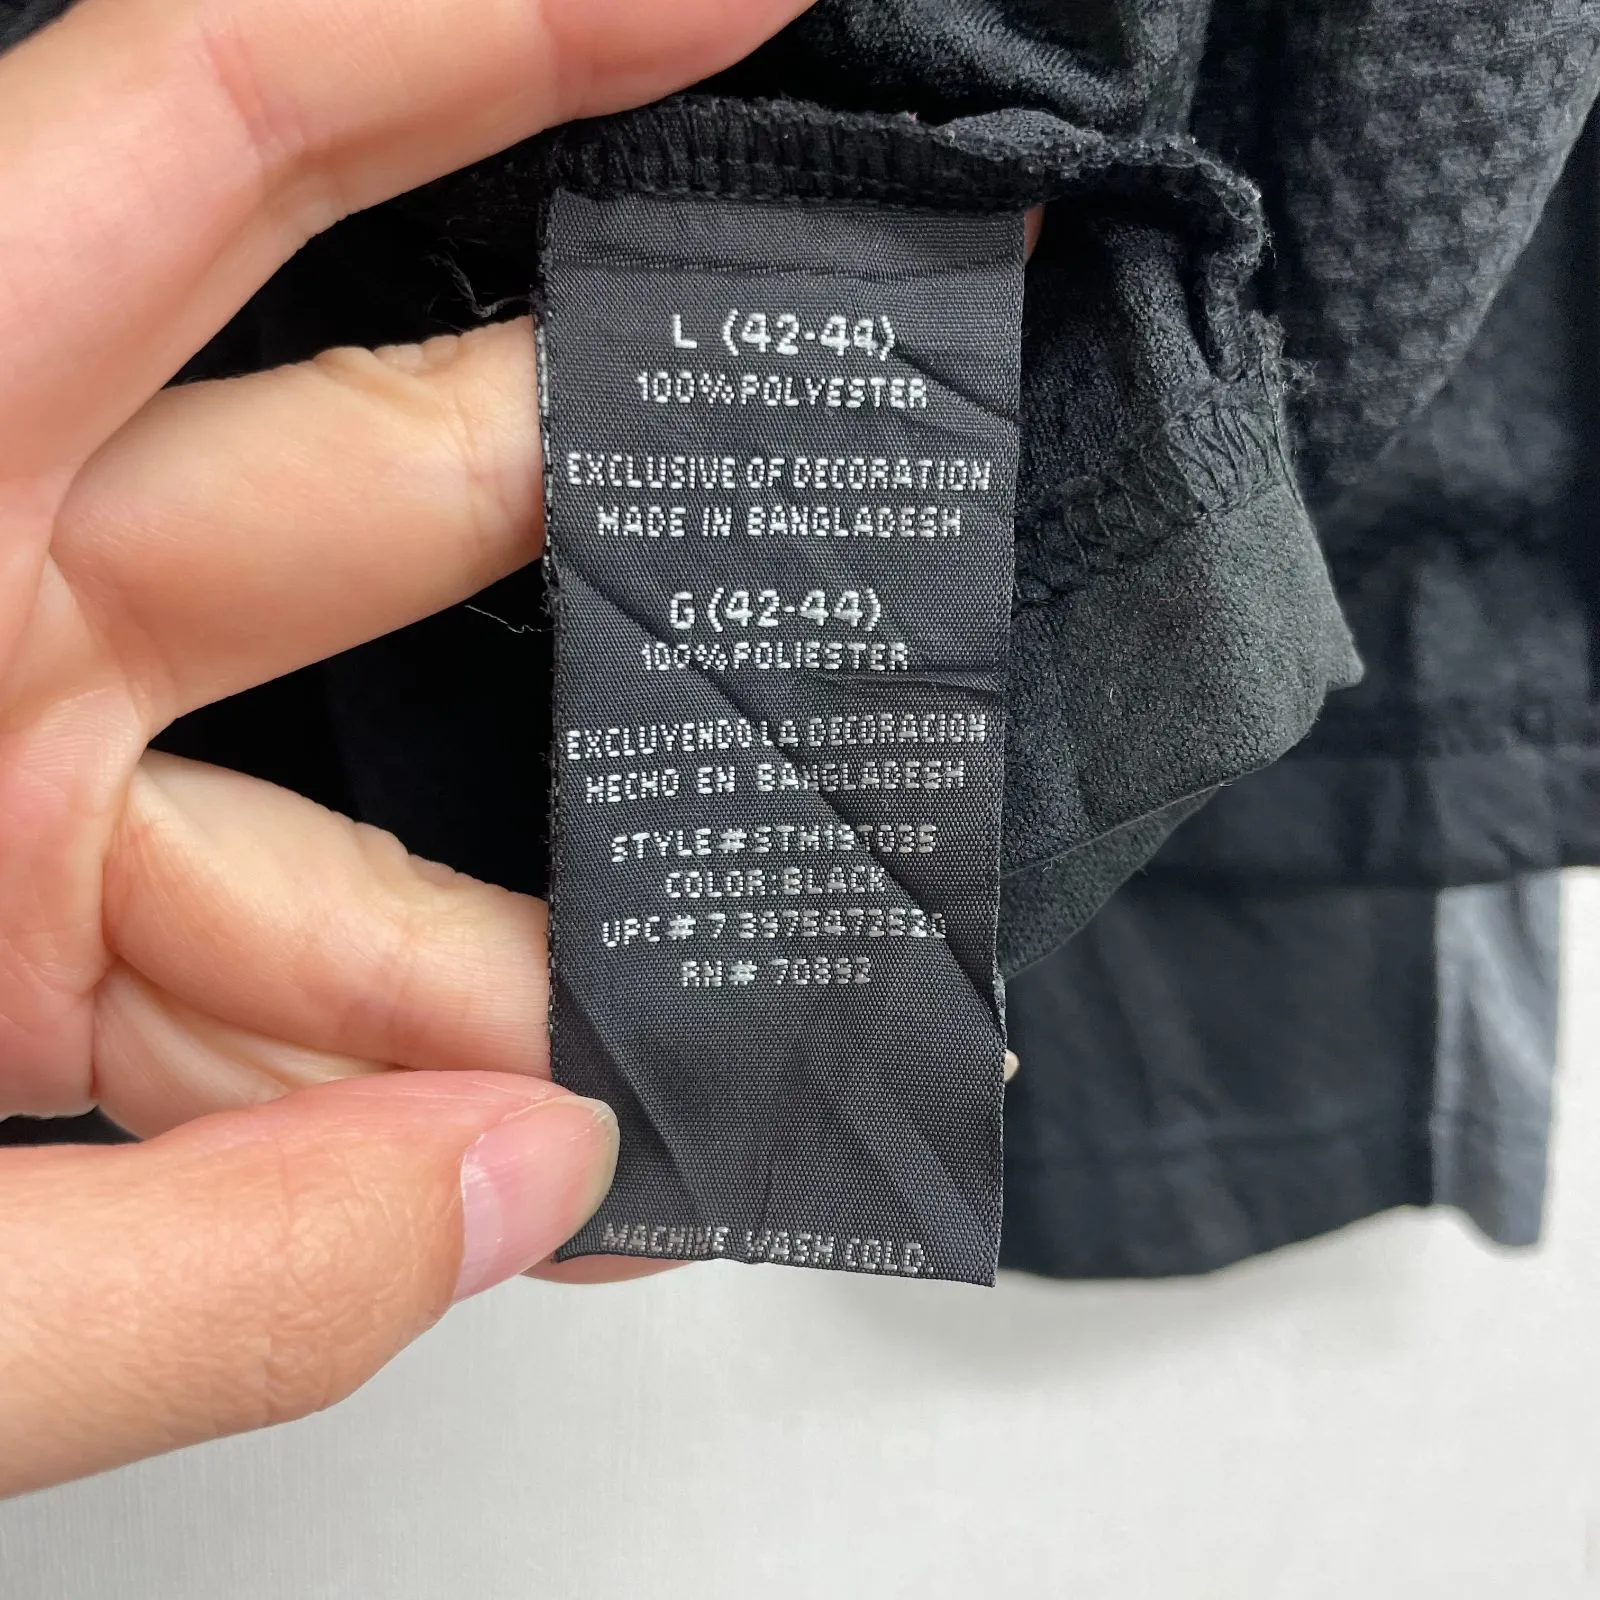 L (42-44)
100% POLYESTER
EXCLUSIVE OF DECORATION
MADE IN BANGLADESH
G (42-44)
100% POLIESTER
EXCLUYENDO LA DECORACION
HECHO EN BANGLADESH
STYLE#
COLOR: BLACK
UPC#
RN#
MACHINE WASH COLD.